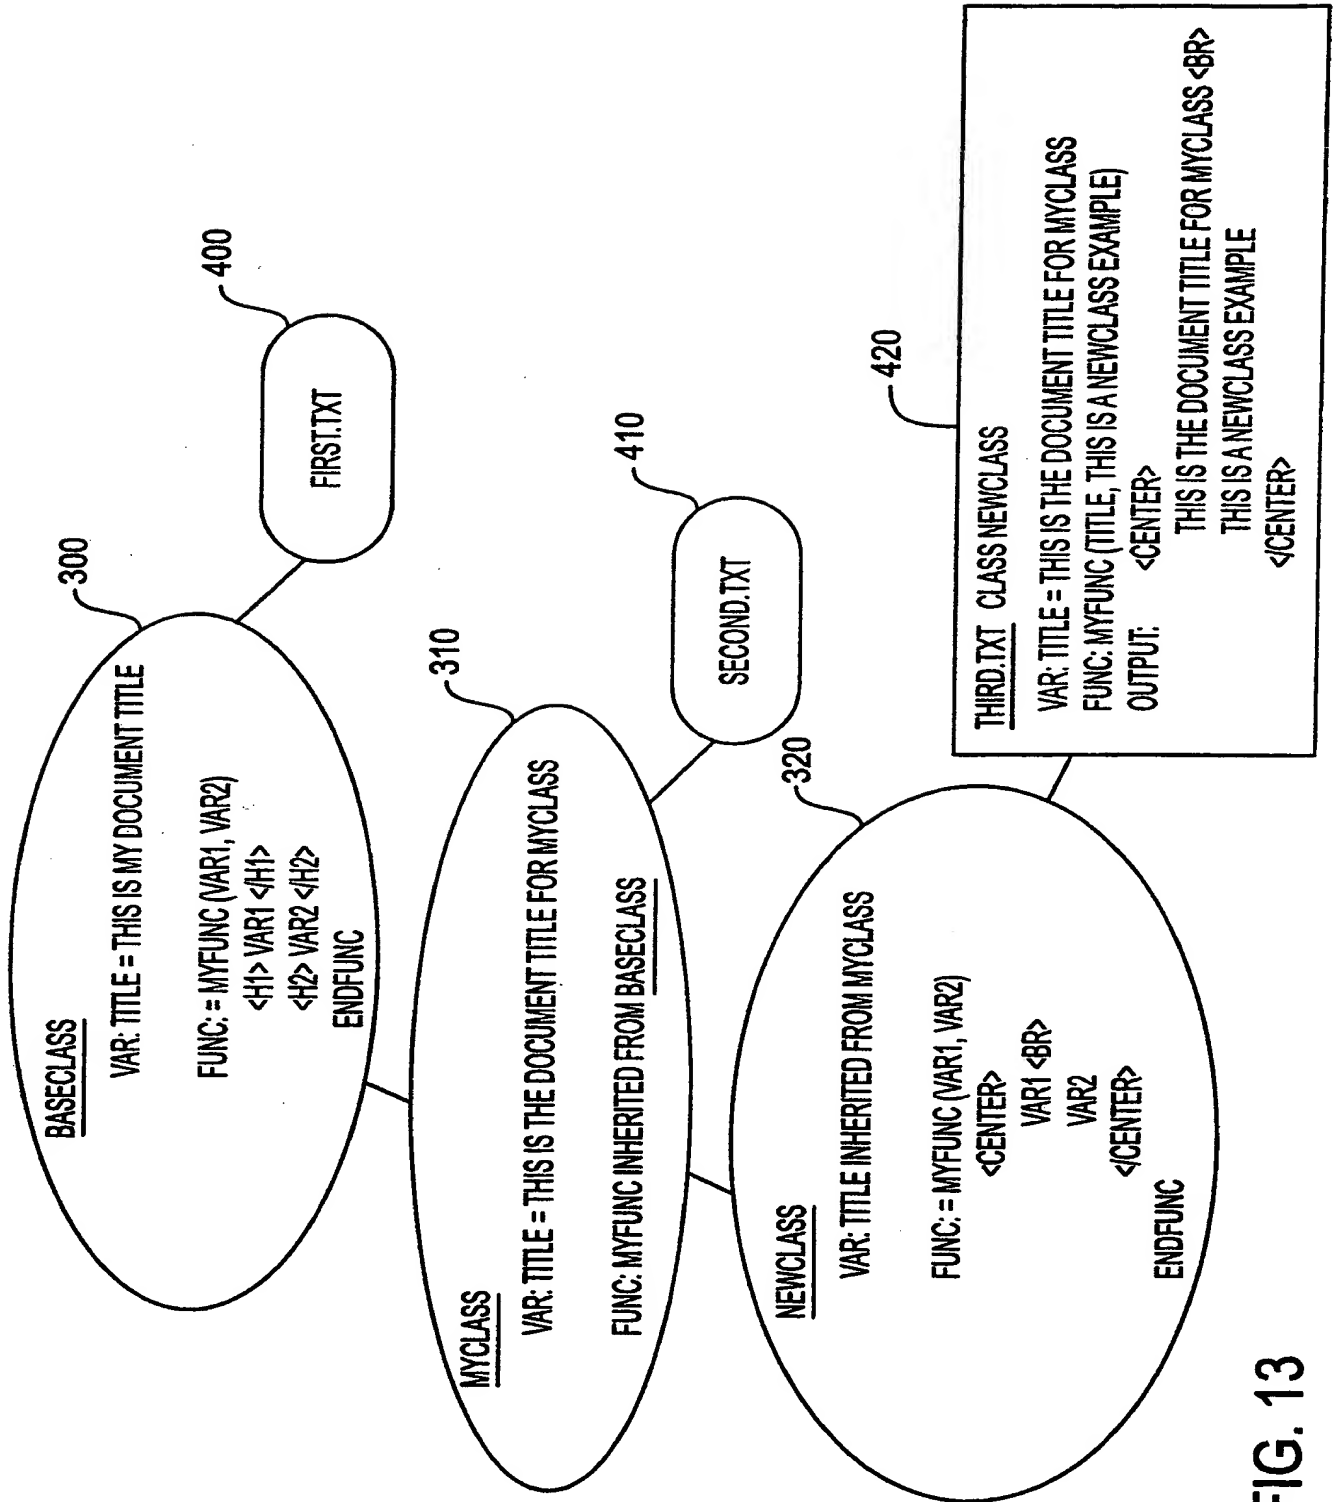 BASECLASS
300
VAR: TITLE = THIS IS MY DOCUMENT TITLE
FUNC: = MYFUNC (VAR1, VAR2)
<H1> VAR1 </H1>
<H2> VAR2 </H2>
ENDFUNC
400
FIRST.TXT
MYCLASS
310
VAR: TITLE = THIS IS THE DOCUMENT TITLE FOR MYCLASS
FUNC: MYFUNC INHERITED FROM BASECLASS
410
SECOND.TXT
NEWCLASS
320
VAR: TITLE INHERITED FROM MYCLASS
FUNC: = MYFUNC (VAR1, VAR2)
<CENTER>
VAR1 <BR>
VAR2
</CENTER>
ENDFUNC
420
THIRD.TXT CLASS NEWCLASS
VAR: TITLE = THIS IS THE DOCUMENT TITLE FOR MYCLASS
FUNC: MYFUNC (TITLE, THIS IS A NEWCLASS EXAMPLE)
OUTPUT: <CENTER>
THIS IS THE DOCUMENT TITLE FOR MYCLASS <BR>
THIS IS A NEWCLASS EXAMPLE
</CENTER>
FIG. 13